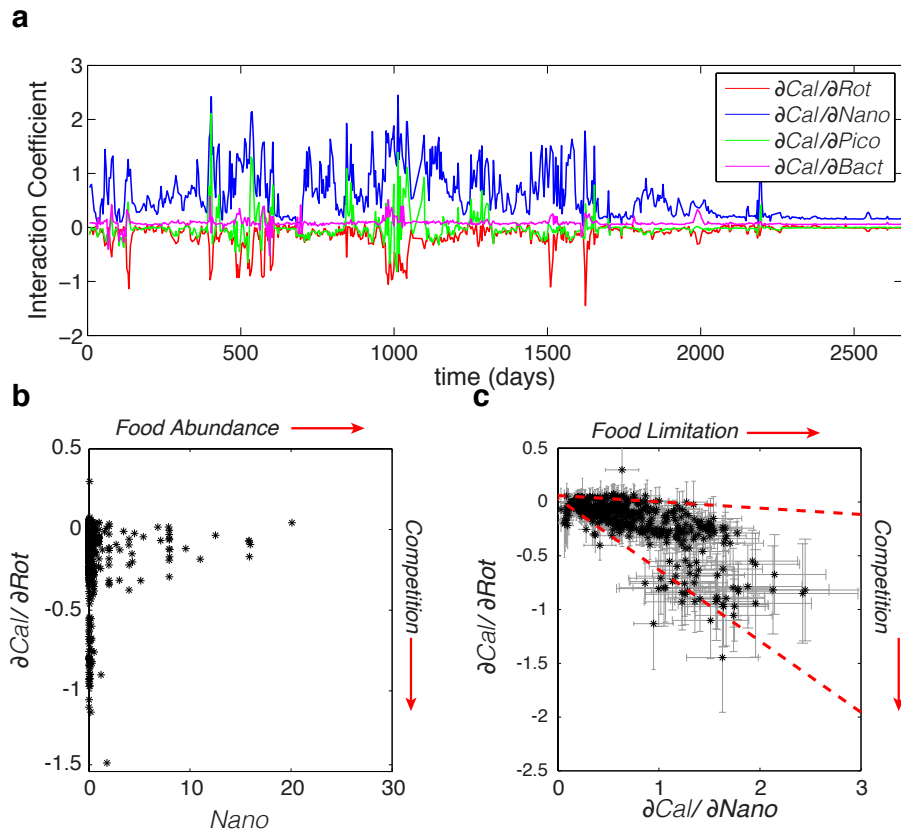 a
3
2
1
0
−1
−2
Interaction Coefficient
0
500
1000
1500
2000
2500
time (days)
∂Cal/∂Rot
∂Cal/∂Nano
∂Cal/∂Pico
∂Cal/∂Bact
b
Food Abundance
0.5
0
-0.5
-1
-1.5
∂Cal/ ∂Rot
0
10
20
30
Nano
Competition
c
Food Limitation
0.5
0
-0.5
-1
-1.5
-2
-2.5
∂Cal/ ∂Rot
0
1
2
3
∂Cal/ ∂Nano
Competition